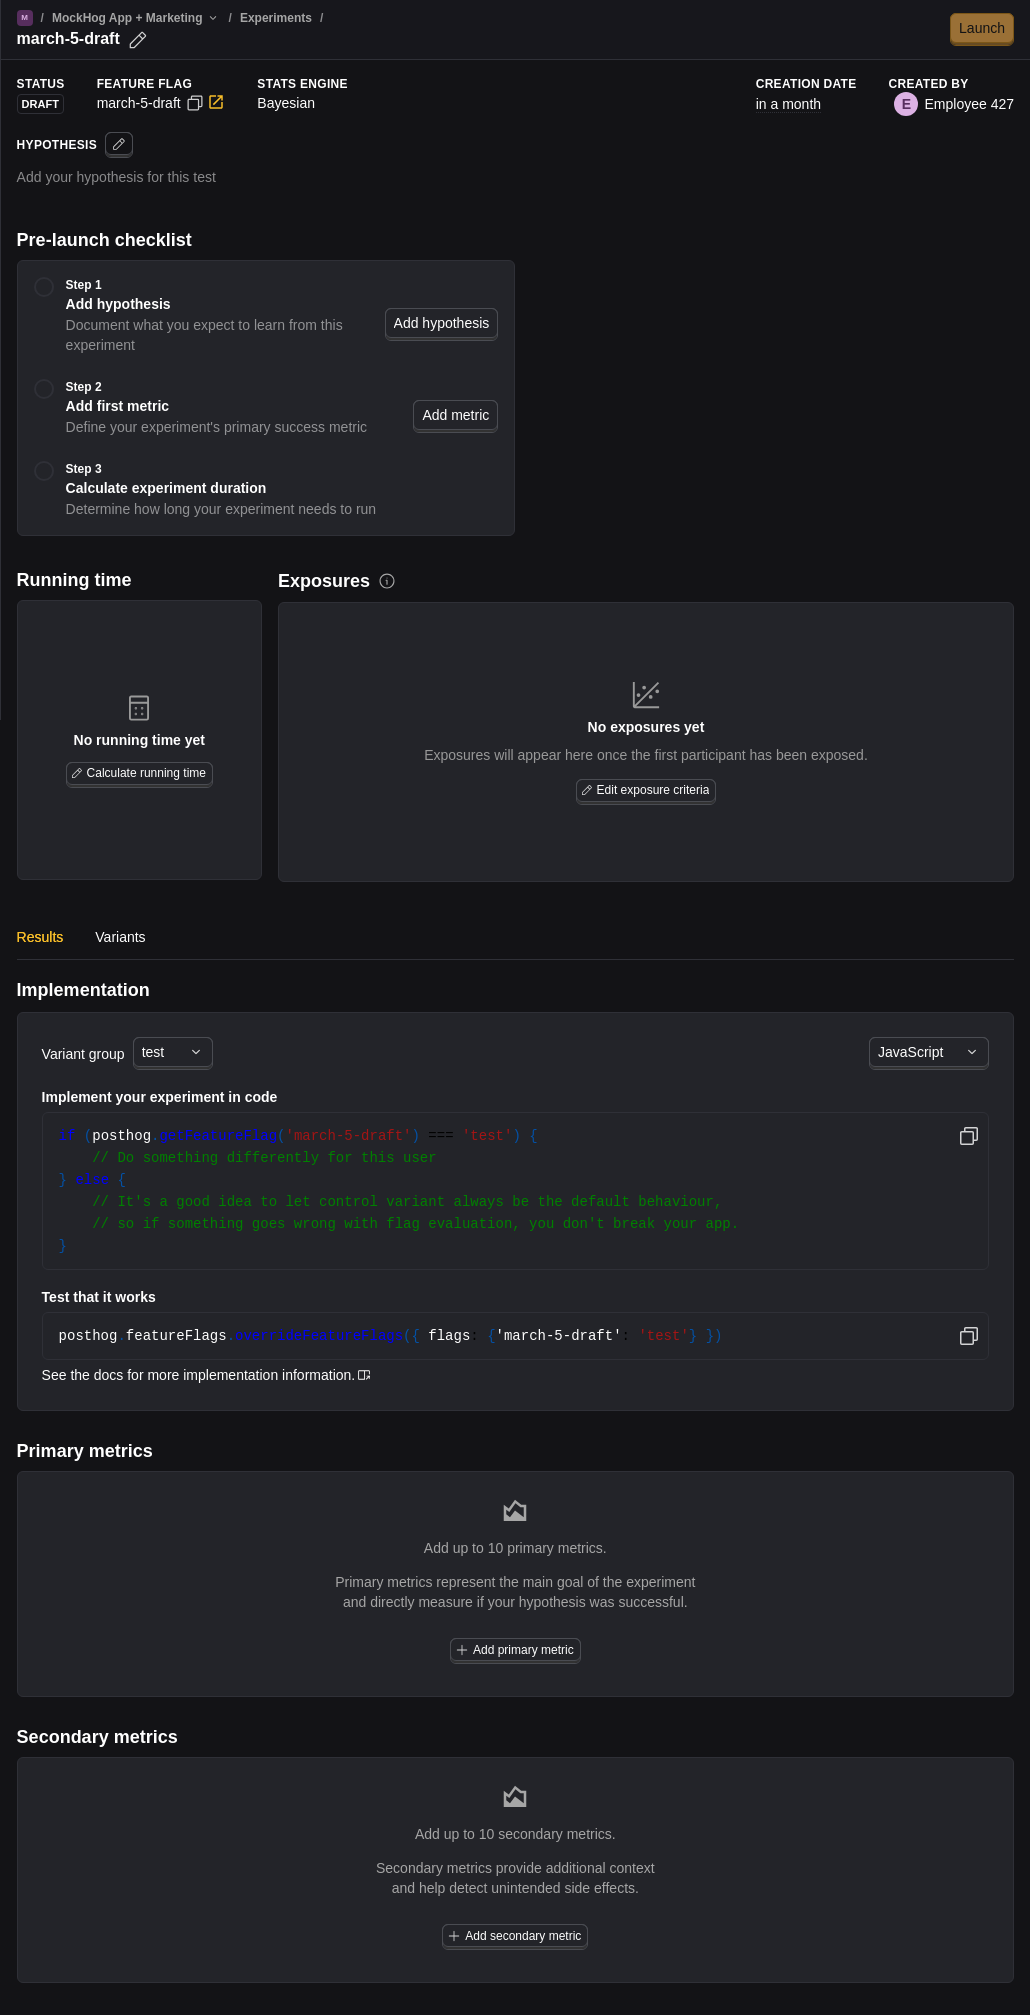 M / MockHog App + Marketing / Experiments /
march-5-draft
Launch
STATUS
DRAFT
FEATURE FLAG
march-5-draft
STATS ENGINE
Bayesian
CREATION DATE
in a month
CREATED BY
E Employee 427
HYPOTHESIS
Add your hypothesis for this test
Pre-launch checklist
Step 1
Add hypothesis
Document what you expect to learn from this
experiment
Add hypothesis
Step 2
Add first metric
Define your experiment's primary success metric
Add metric
Step 3
Calculate experiment duration
Determine how long your experiment needs to run
Running time
No running time yet
Calculate running time
Exposures
No exposures yet
Exposures will appear here once the first participant has been exposed.
Edit exposure criteria
Results
Variants
Implementation
Variant group test
JavaScript
Implement your experiment in code
if (posthog.getFeatureFlag('march-5-draft') === 'test') {
    // Do something differently for this user
} else {
    // It's a good idea to let control variant always be the default behaviour,
    // so if something goes wrong with flag evaluation, you don't break your app.
}
Test that it works
posthog.featureFlags.overrideFeatureFlags({ flags: {'march-5-draft': 'test'} })
See the docs for more implementation information.
Primary metrics
Add up to 10 primary metrics.
Primary metrics represent the main goal of the experiment
and directly measure if your hypothesis was successful.
Add primary metric
Secondary metrics
Add up to 10 secondary metrics.
Secondary metrics provide additional context
and help detect unintended side effects.
Add secondary metric